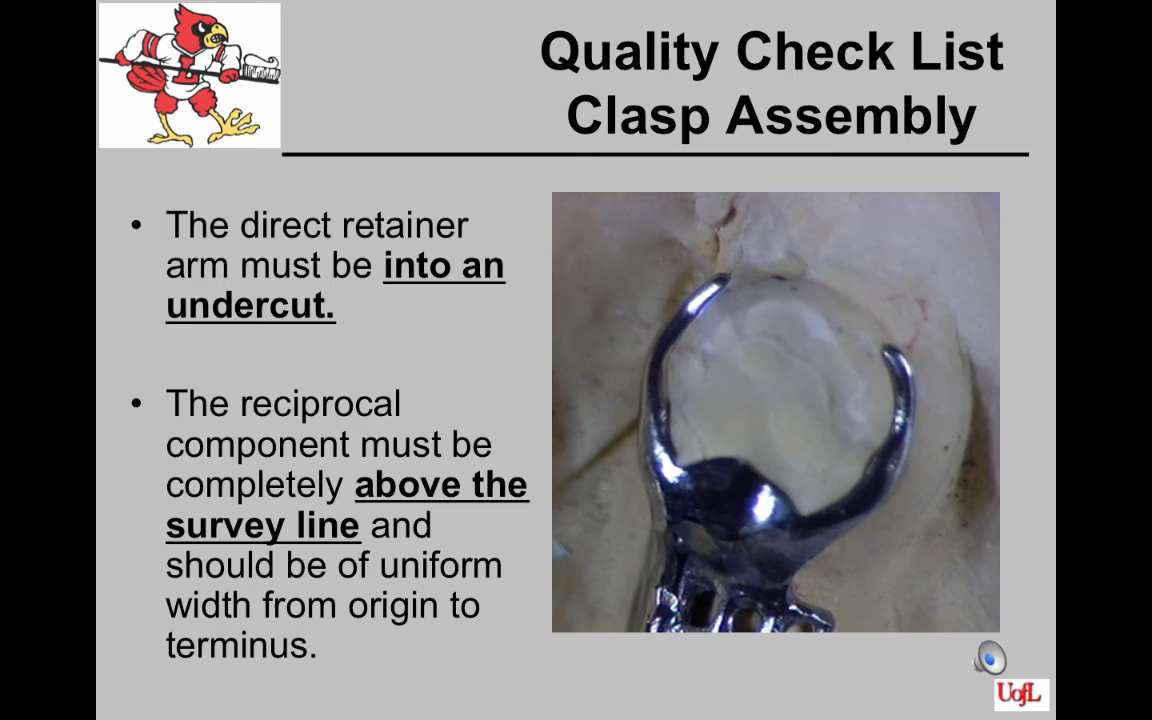 Quality Check List
Clasp Assembly
• The direct retainer
arm must be into an
undercut.
• The reciprocal
component must be
completely above the
survey line and
should be of uniform
width from origin to
terminus.
L
UofL